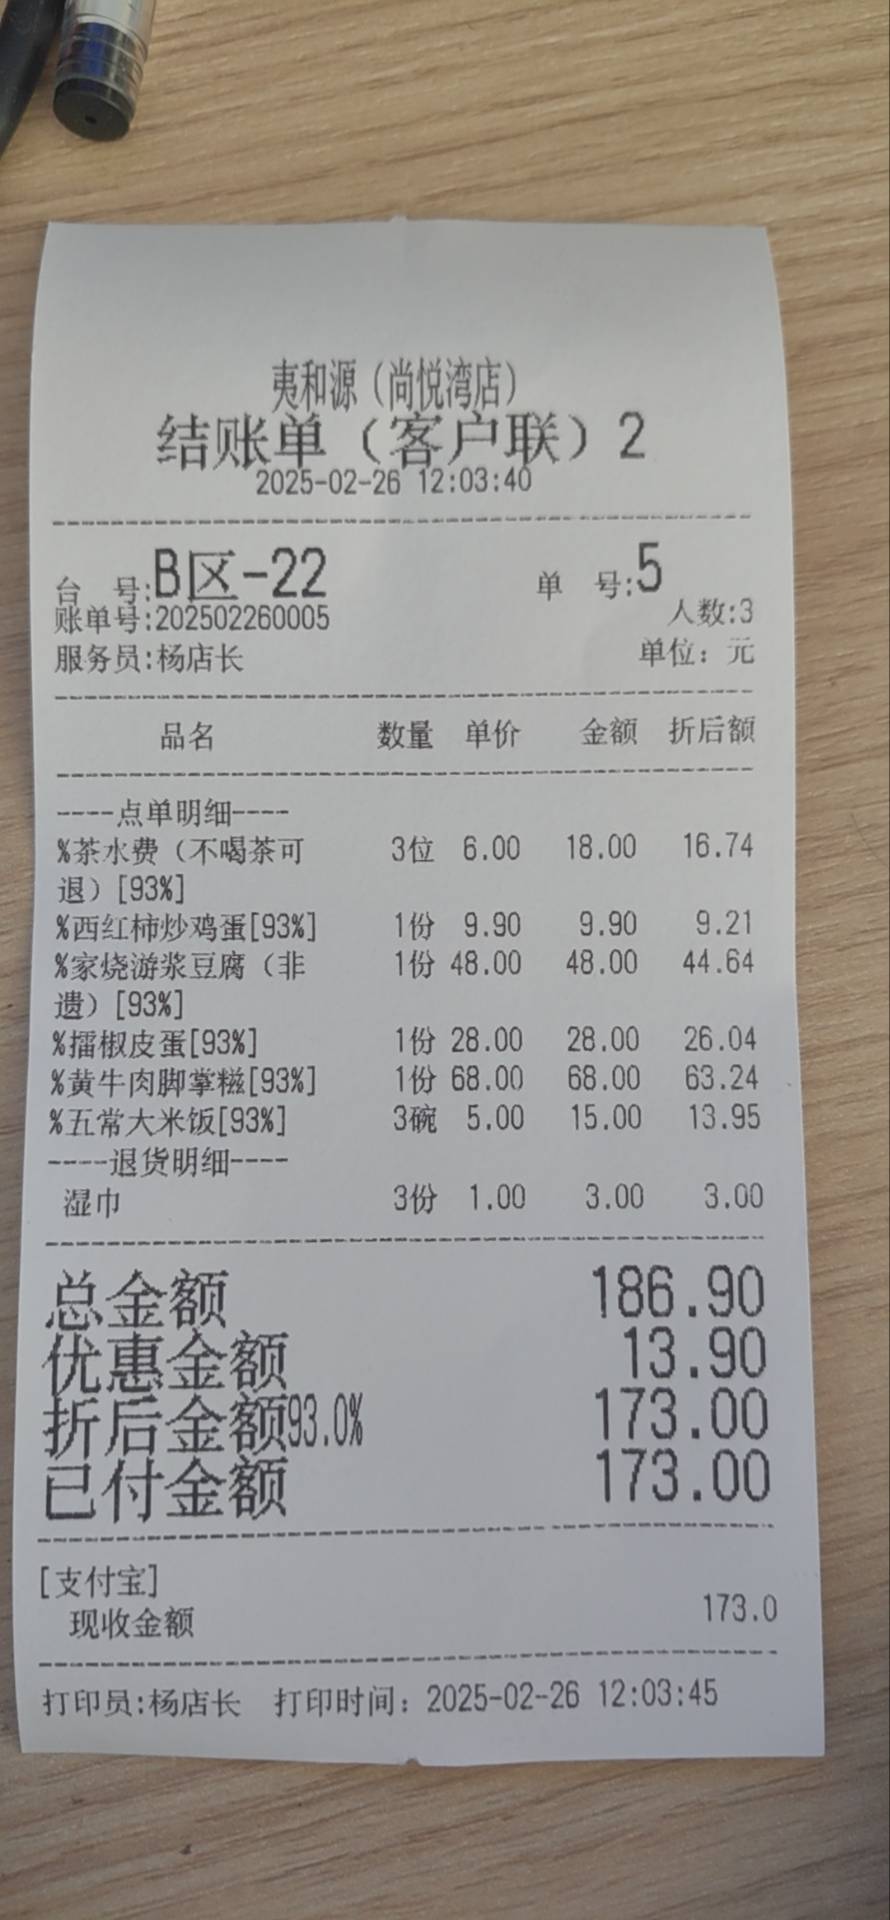 夷和源（尚悦湾店）
结账单（客户联）2
2025-02-26 12:03:40
台 号:B区-22 单 号:5
账单号:202502260005 人数:3
服务员:杨店长 单位：元
品名 数量 单价 金额 折后额
----点单明细----
%茶水费（不喝茶可 3位 6.00 18.00 16.74
退）[93%]
%西红柿炒鸡蛋[93%] 1份 9.90 9.90 9.21
%家烧游浆豆腐（非 1份 48.00 48.00 44.64
遗）[93%]
%擂椒皮蛋[93%] 1份 28.00 28.00 26.04
%黄牛肉脚掌糍[93%] 1份 68.00 68.00 63.24
%五常大米饭[93%] 3碗 5.00 15.00 13.95
----退货明细----
湿巾 3份 1.00 3.00 3.00
总金额 186.90
优惠金额 13.90
折后金额93.0% 173.00
已付金额 173.00
[支付宝]
现收金额 173.0
打印员:杨店长 打印时间：2025-02-26 12:03:45